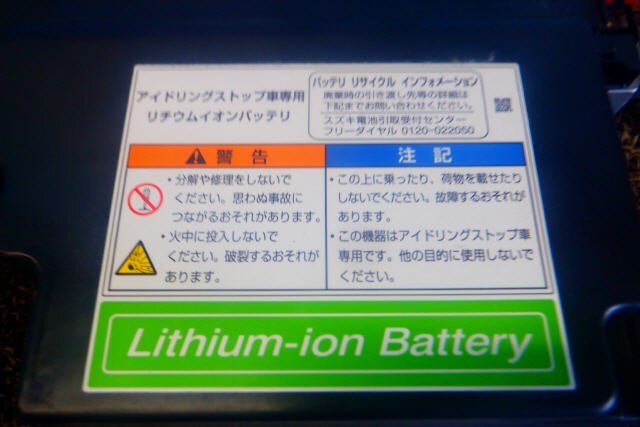 アイドリングストップ車専用
リチウムイオンバッテリ
バッテリ リサイクル インフォメーション
廃棄時の引き渡し先等の詳細は
下記までお問い合わせください。
スズキ電池引取受付センター
フリーダイヤル 0120-022050
警告
・分解や修理をしないで
ください。思わぬ事故に
つながるおそれがあります。
・火中に投入しないで
ください。破裂するおそれが
あります。
注記
・この上に乗ったり、荷物を載せたり
しないでください。故障するおそれが
あります。
・この機器はアイドリングストップ車
専用です。他の目的に使用しないで
ください。
Lithium-ion Battery